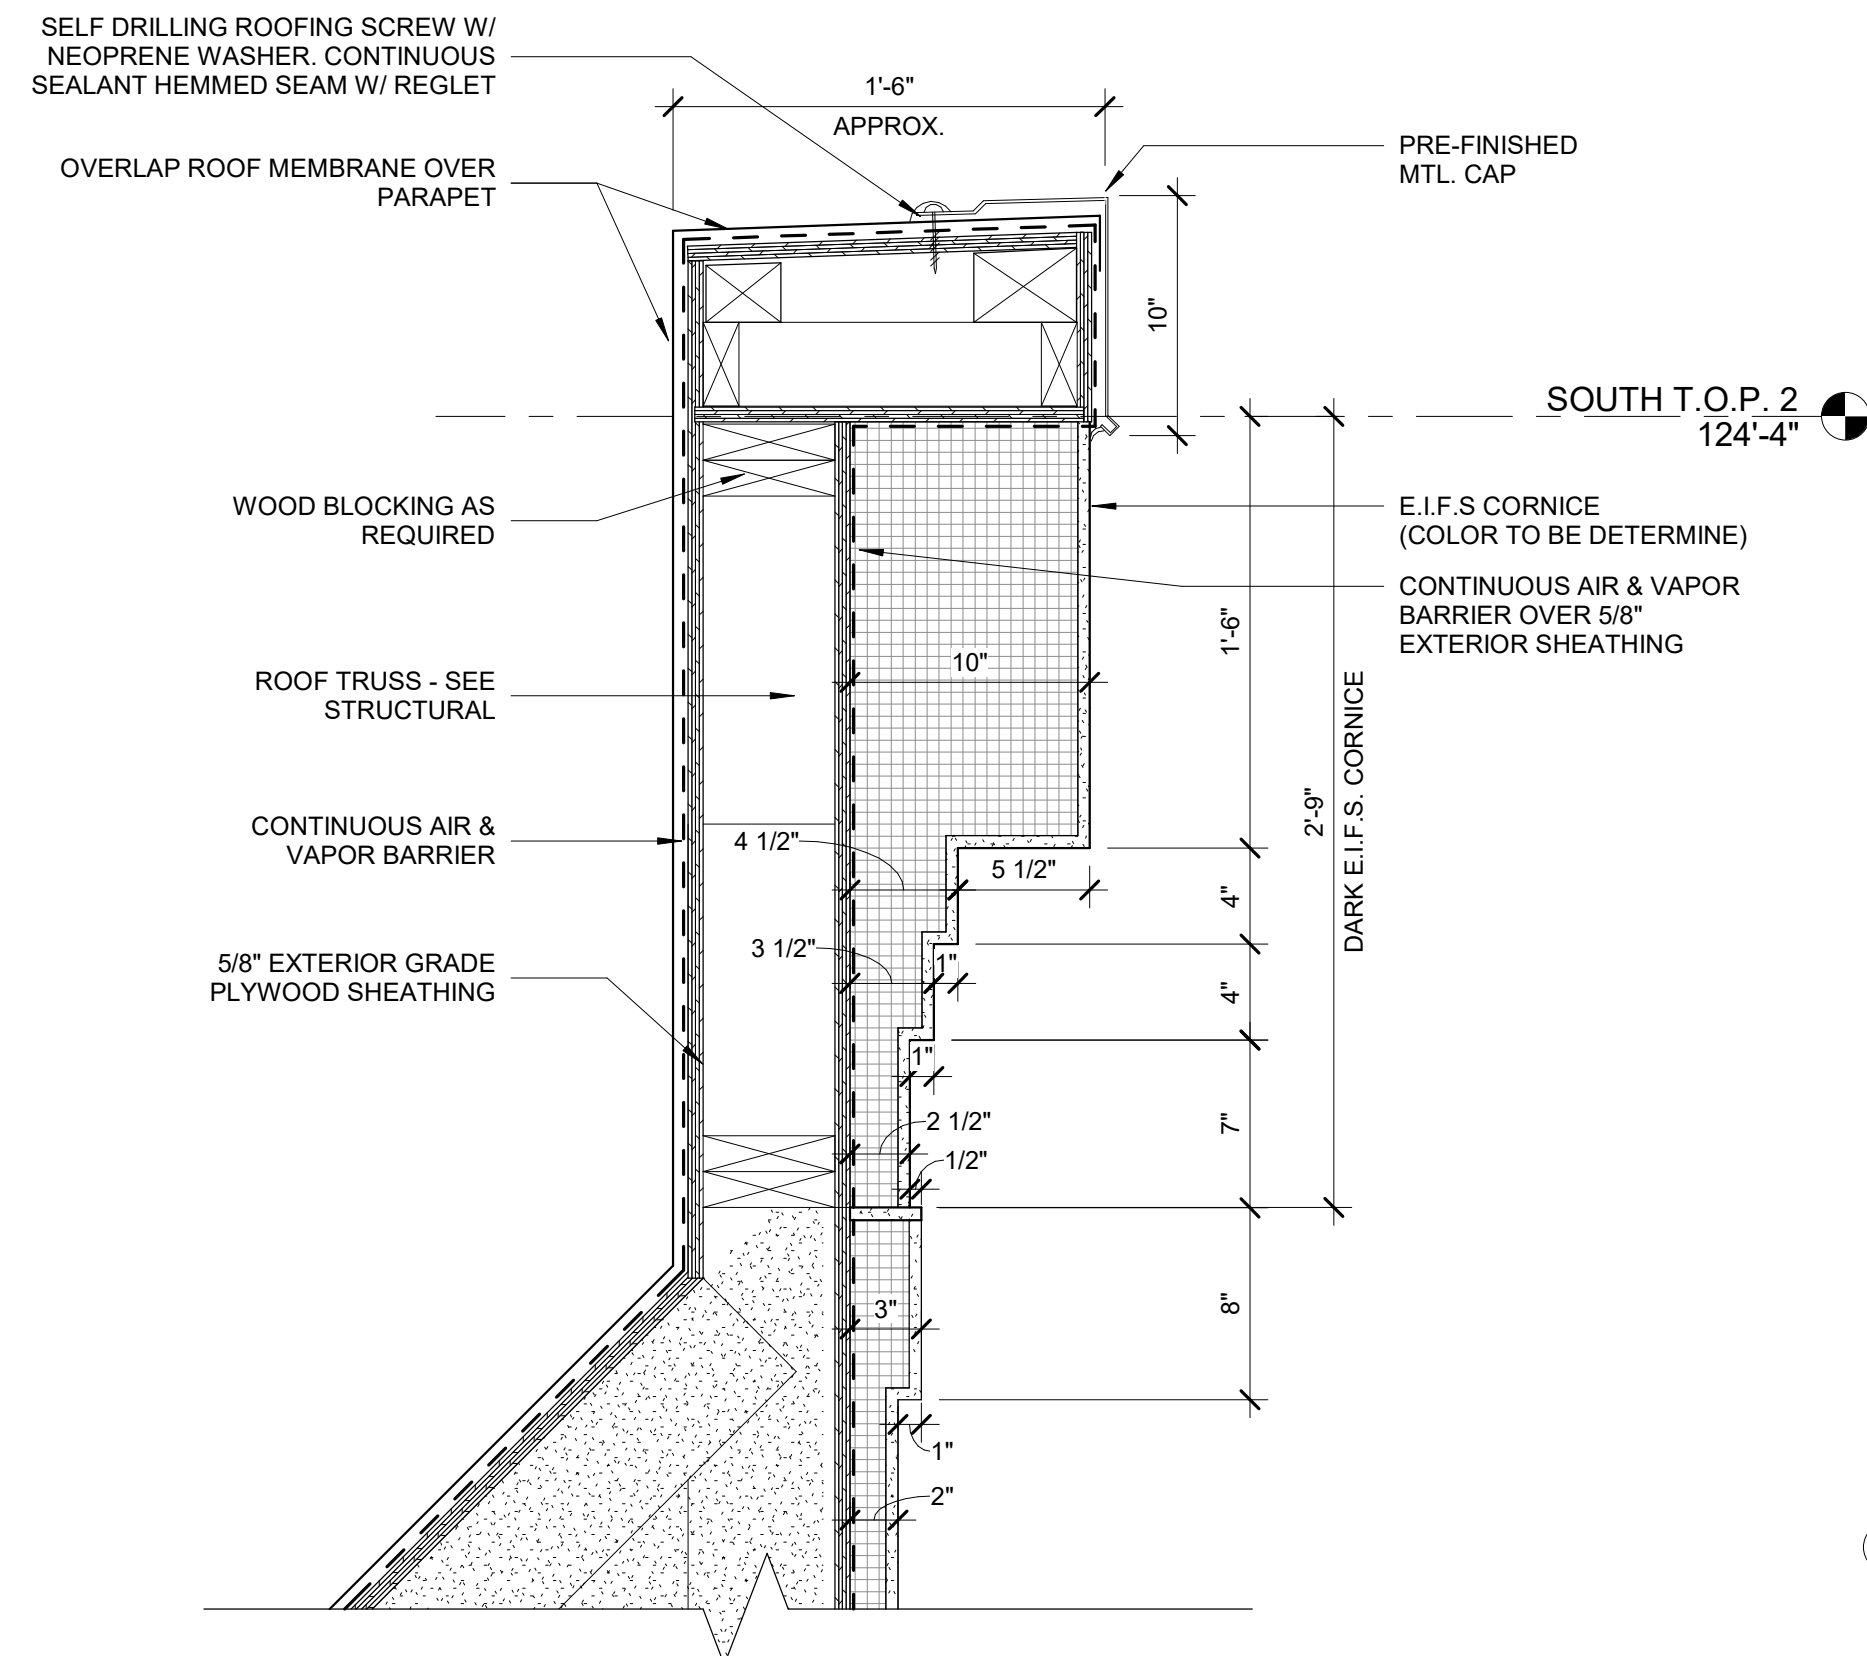 SELF DRILLING ROOFING SCREW W/
NEOPRENE WASHER. CONTINUOUS
SEALANT HEMMED SEAM W/ REGLET
1'-6"
APPROX.
OVERLAP ROOF MEMBRANE OVER
PARAPET
PRE-FINISHED
MTL. CAP
10"
SOUTH T.O.P. 2
124'-4"
WOOD BLOCKING AS
REQUIRED
E.I.F.S CORNICE
(COLOR TO BE DETERMINE)
CONTINUOUS AIR & VAPOR
BARRIER OVER 5/8"
EXTERIOR SHEATHING
1'-6"
10"
ROOF TRUSS - SEE
STRUCTURAL
DARK E.I.F.S. CORNICE
2'-9"
CONTINUOUS AIR &
VAPOR BARRIER
4 1/2"
5 1/2"
4"
3 1/2"
1"
5/8" EXTERIOR GRADE
PLYWOOD SHEATHING
4"
1"
2 1/2"
7"
1/2"
3"
8"
1"
2"